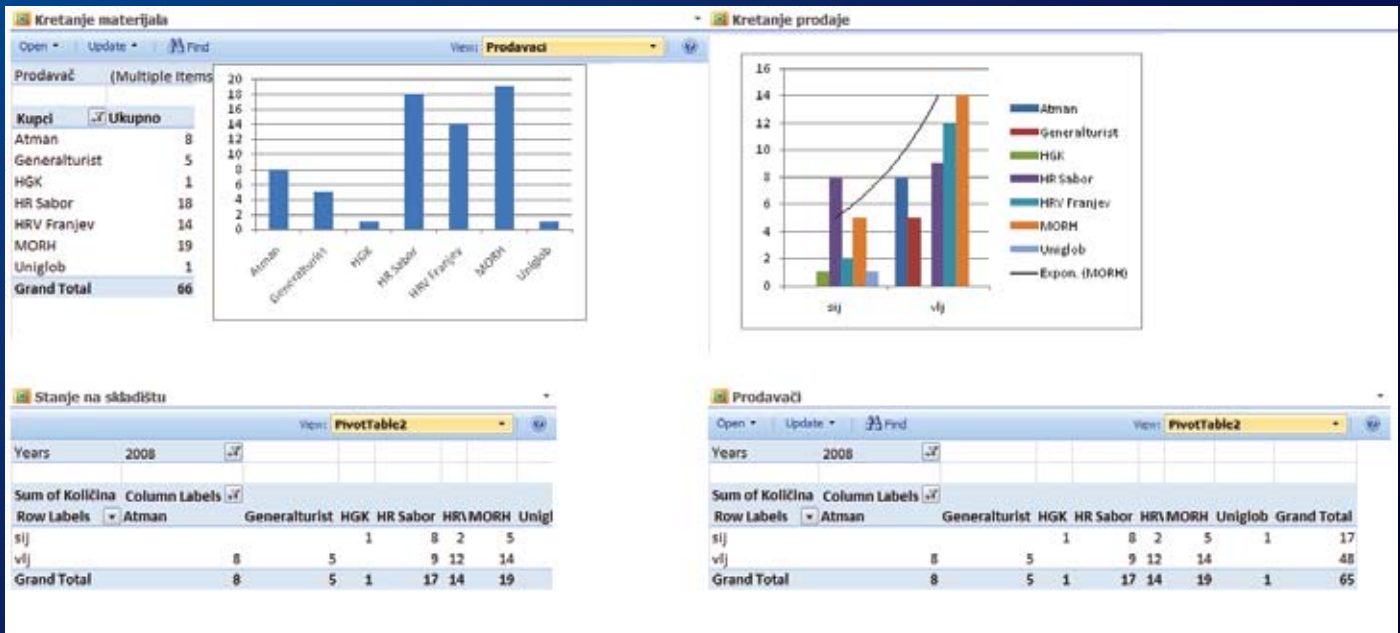 Kretanje materijala
Open Update Find View: Prodavaci
Prodavač (Multiple Items
Kupci Ukupno
Atman 8
Generalturist 5
HGK 1
HR Sabor 18
HRV Franjev 14
MORH 19
Uniglob 1
Grand Total 66
20
18
16
14
12
10
8
6
4
2
0
Atman Generalturist HGK HR Sabor HRV Franjev MORH Uniglob
Kretanje prodaje
16
14
12
10
8
6
4
2
0
sij vlj
Atman
Generalturist
HGK
HR Sabor
HRV Franjev
MORH
Uniglob
Expon. (MORH)
Stanje na skladištu
View: PivotTable2
Years 2008
Sum of Količina Column Labels
Row Labels Atman Generalturist HGK HR Sabor HRV MORH Unigl
sij 1 8 2 5
vlj 8 5 9 12 14
Grand Total 8 5 1 17 14 19
Prodavači
Open Update Find View: PivotTable2
Years 2008
Sum of Količina Column Labels
Row Labels Atman Generalturist HGK HR Sabor HRV MORH Uniglob Grand Total
sij 1 8 2 5 1 17
vlj 8 5 9 12 14 48
Grand Total 8 5 1 17 14 19 1 65